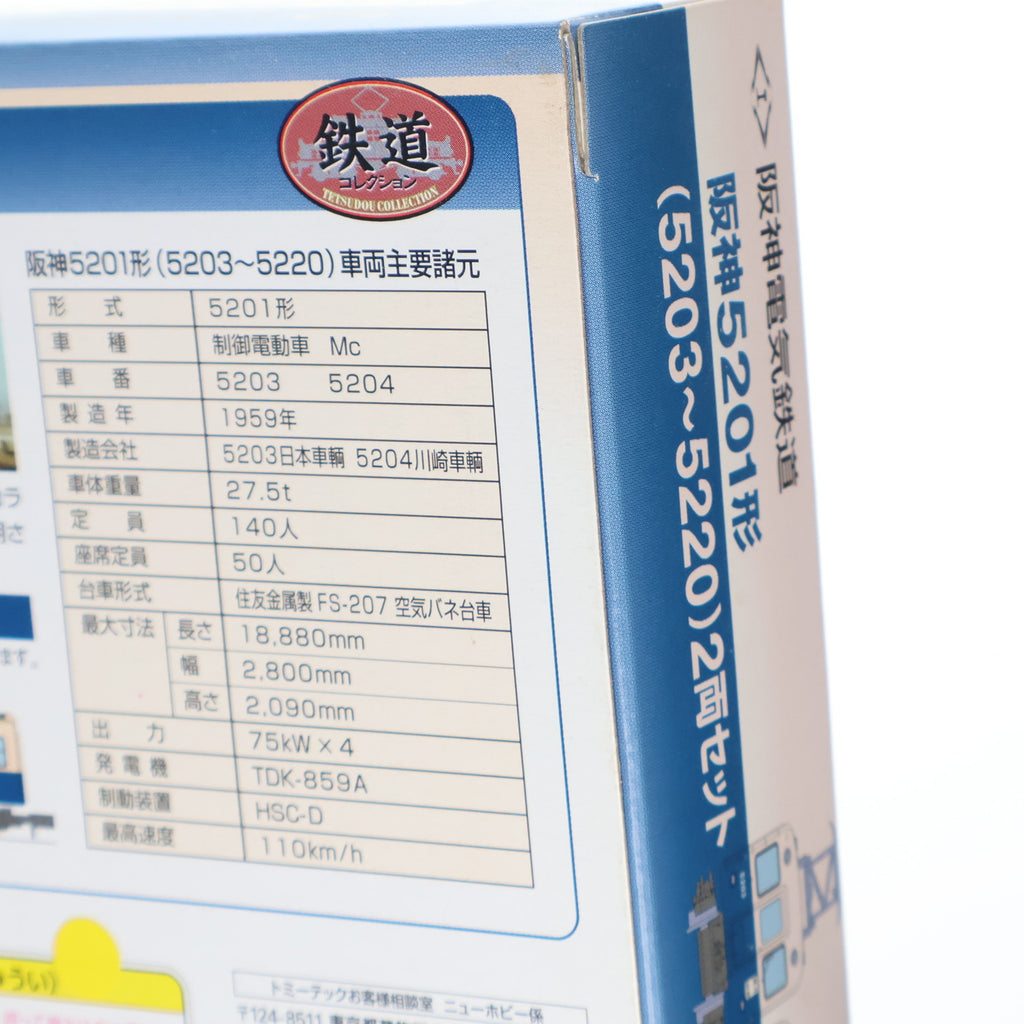 鉄道
コレクション
TETSUDOU COLLECTION
阪神5201形(5203〜5220)車両主要諸元
形式 5201形
車種 制御電動車 Mc
車番 5203 5204
製造年 1959年
製造会社 5203日本車輌 5204川崎車輌
車体重量 27.5t
定員 140人
座席定員 50人
台車形式 住友金属製 FS-207 空気バネ台車
最大寸法 長さ 18,880mm
幅 2,800mm
高さ 2,090mm
出力 75kW×4
発電機 TDK-859A
制動装置 HSC-D
最高速度 110km/h
ます。
うい)
トミーテックお客様相談室 ニューホビー係
〒124-8511 東京都
阪神電気鉄道
阪神5201形
(5203〜5220)2両セット